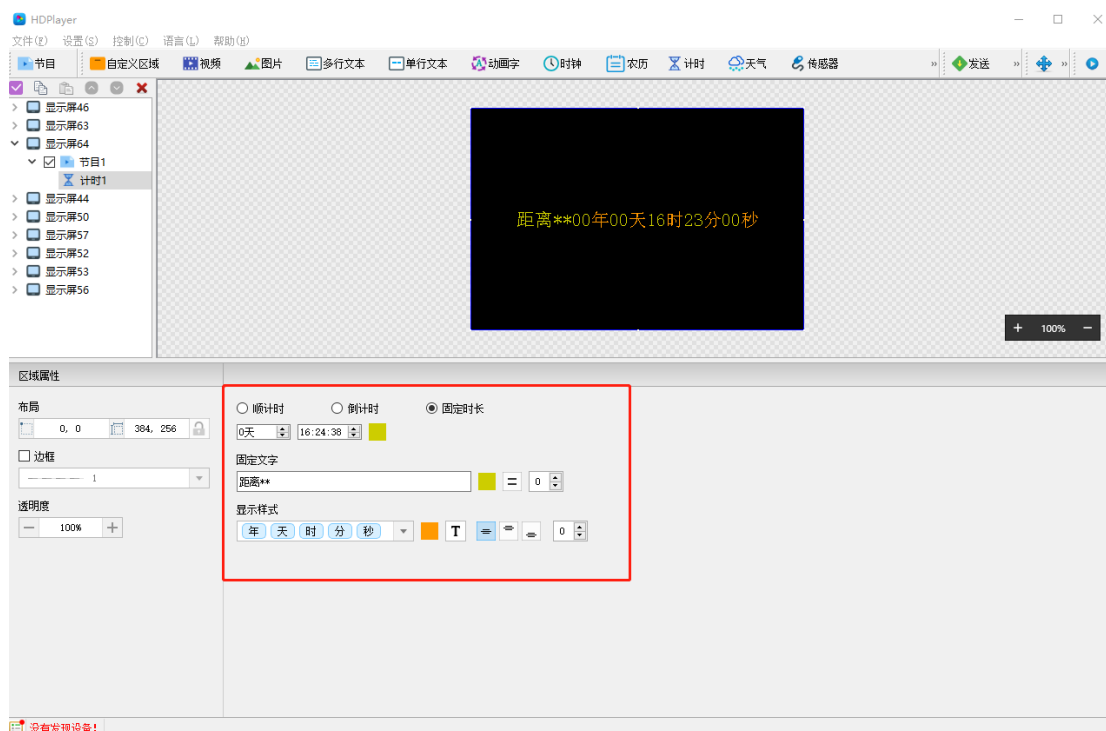 HDPlayer
文件(F) 设置(S) 控制(C) 语言(L) 帮助(H)
节目 自定义区域 视频 图片 多行文本 单行文本 动画字 时钟 农历 计时 天气 传感器 » 发送 » »
显示屏46
显示屏63
显示屏64
节目1
计时1
显示屏44
显示屏50
显示屏57
显示屏52
显示屏53
显示屏56
距离**00年00天16时23分00秒
+ 100% −
区域属性
布局
0, 0 384, 256
边框
1
透明度
100%
顺计时 倒计时 固定时长
0天 16:24:38
固定文字
距离** 0
显示样式
年 天 时 分 秒 T 0
没有发现设备!